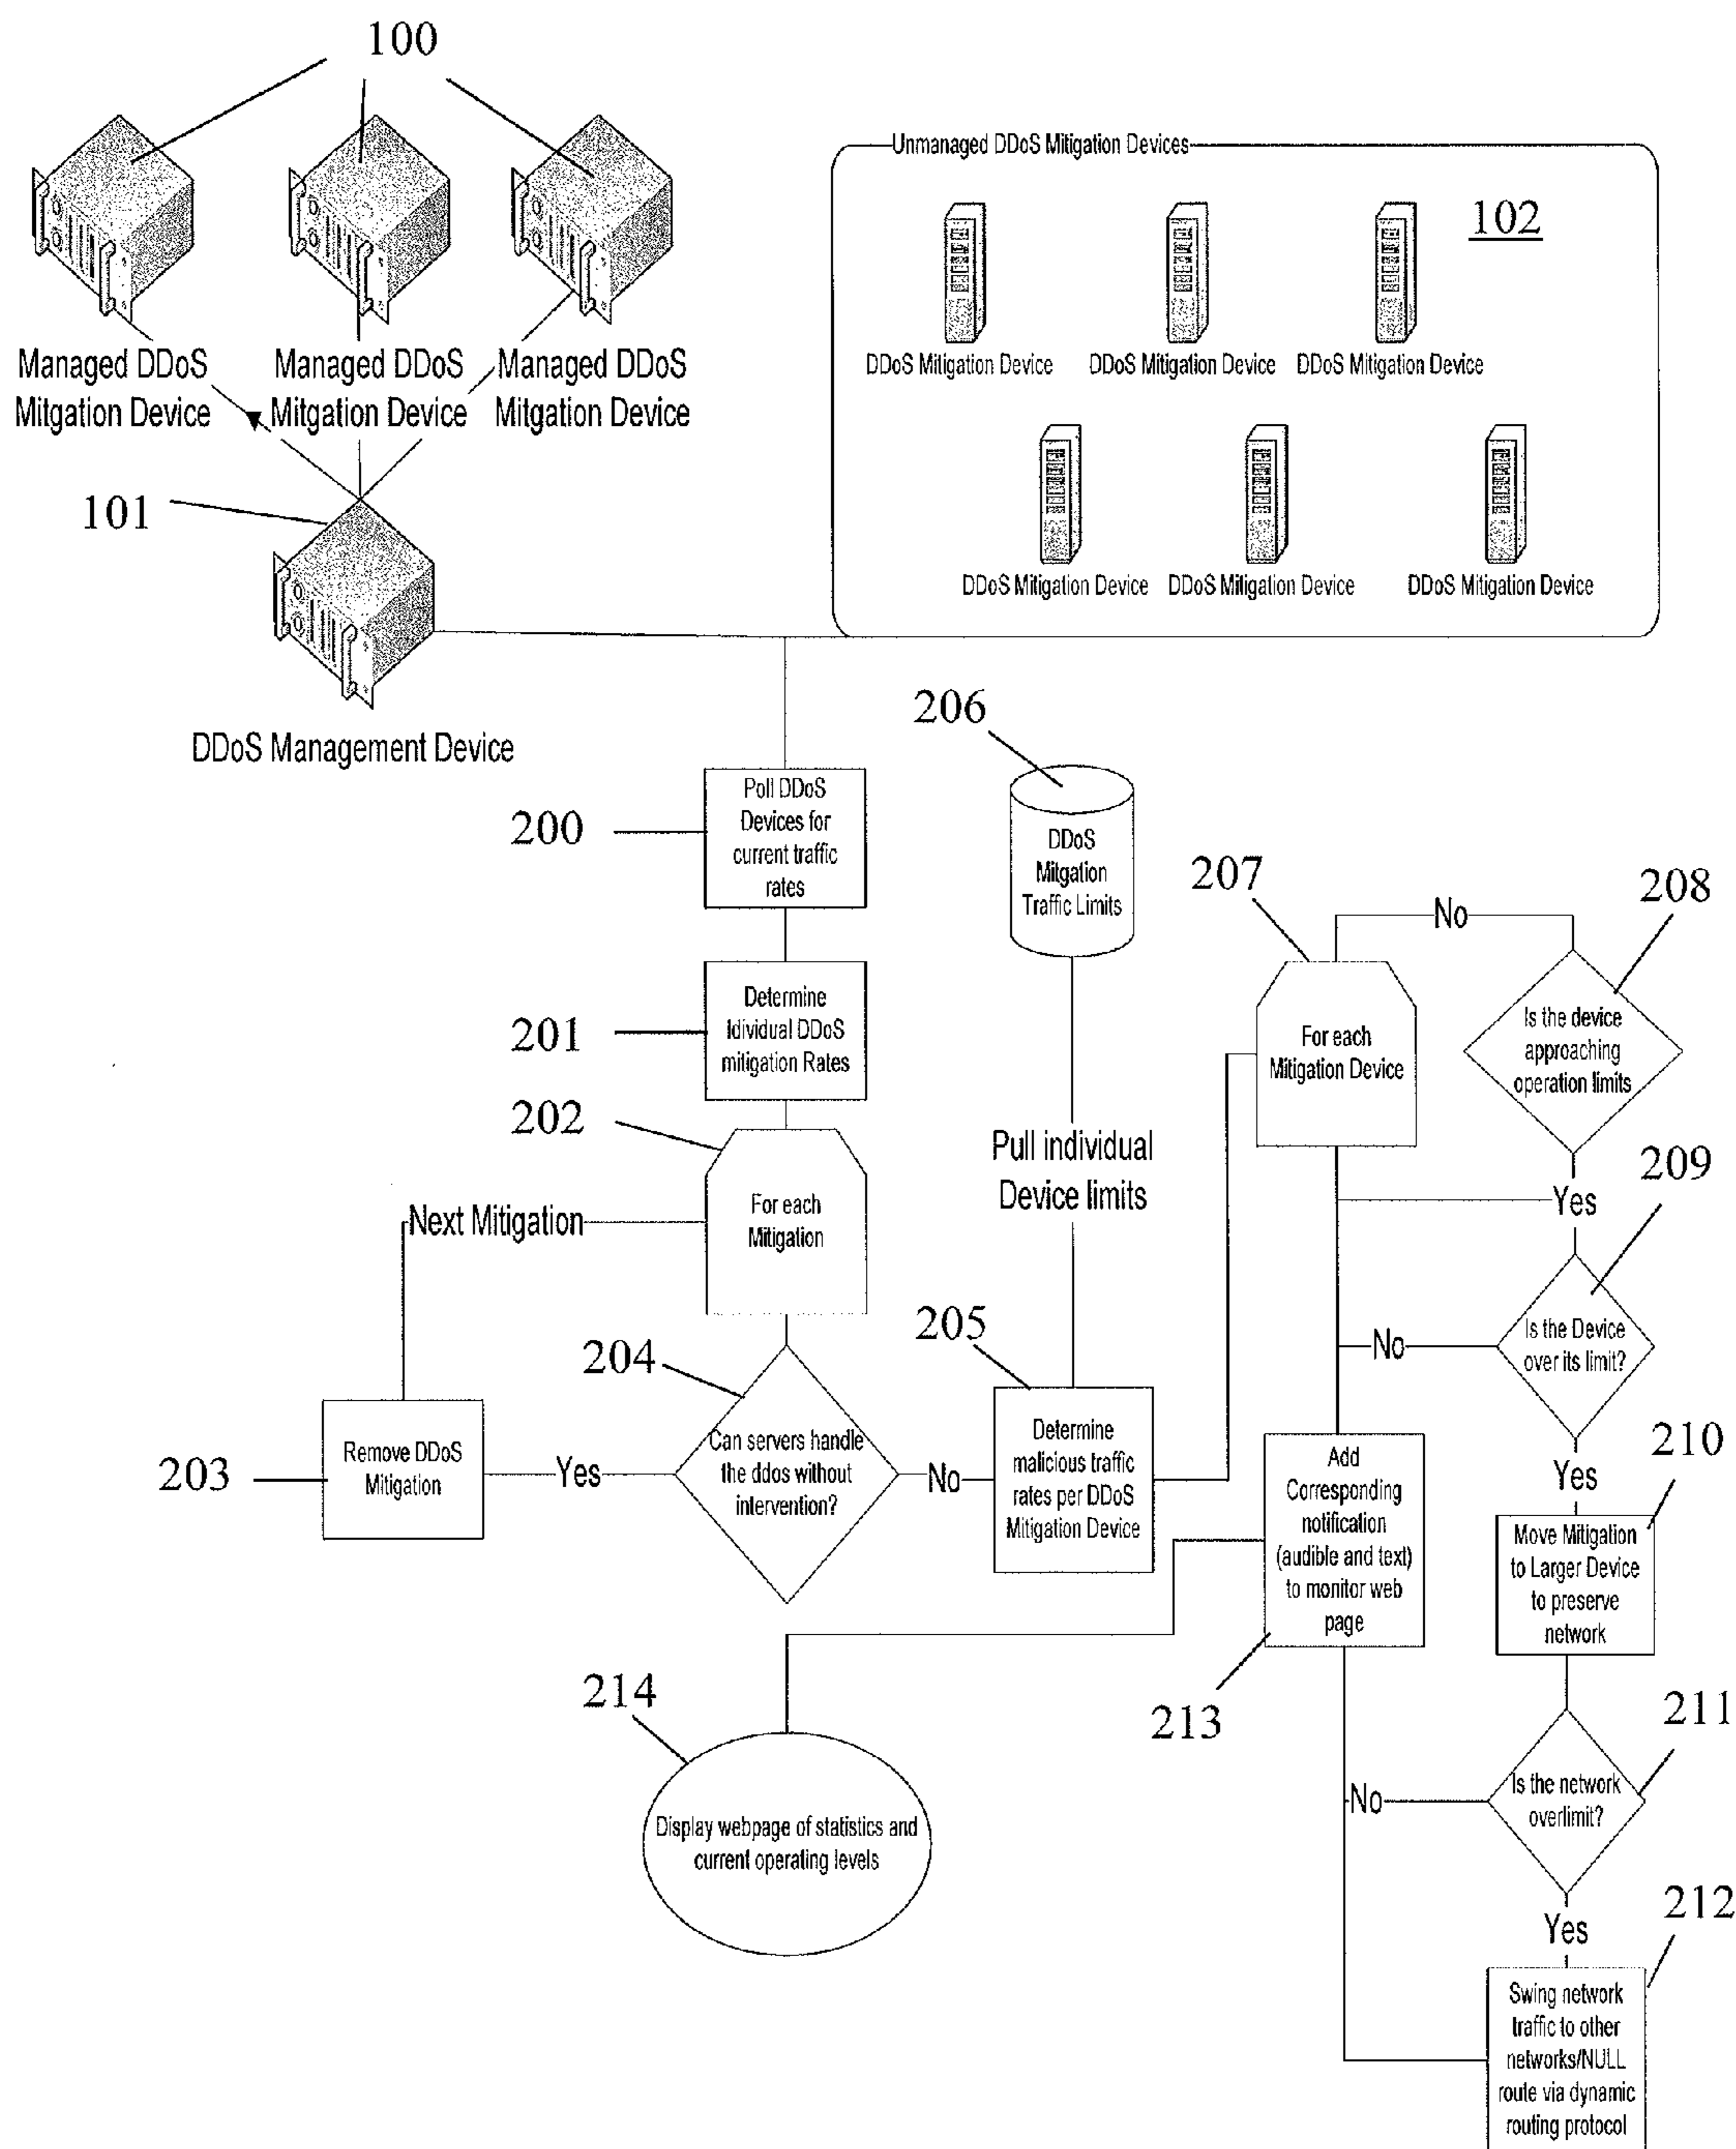 100
Unmanaged DDoS Mitigation Devices
102
DDoS Mitigation Device
DDoS Mitigation Device
DDoS Mitigation Device
Managed DDoS
Mitgation Device
Managed DDoS
Mitgation Device
Managed DDoS
Mitgation Device
DDoS Mitigation Device
DDoS Mitigation Device
DDoS Mitigation Device
101
DDoS Management Device
200
Poll DDoS
Devices for
current traffic
rates
206
DDoS
Mitgation
Traffic Limits
207
No
208
201
Determine
Idividual DDoS
mitigation Rates
For each
Mitigation Device
Is the device
approaching
operation limits
202
For each
Mitigation
Next Mitigation
Pull individual
Device limits
Yes
209
Is the Device
over its limit?
No
204
Can servers handle
the ddos without
intervention?
205
Determine
malicious traffic
rates per DDoS
Mitigation Device
203
Remove DDoS
Mitigation
Yes
No
Add
Corresponding
notification
(audible and text)
to monitor web
page
213
Yes
210
Move Mitigation
to Larger Device
to preserve
network
211
Is the network
overlimit?
No
214
Display webpage of statistics and
current operating levels
Yes
212
Swing network
traffic to other
networks/NULL
route via dynamic
routing protocol